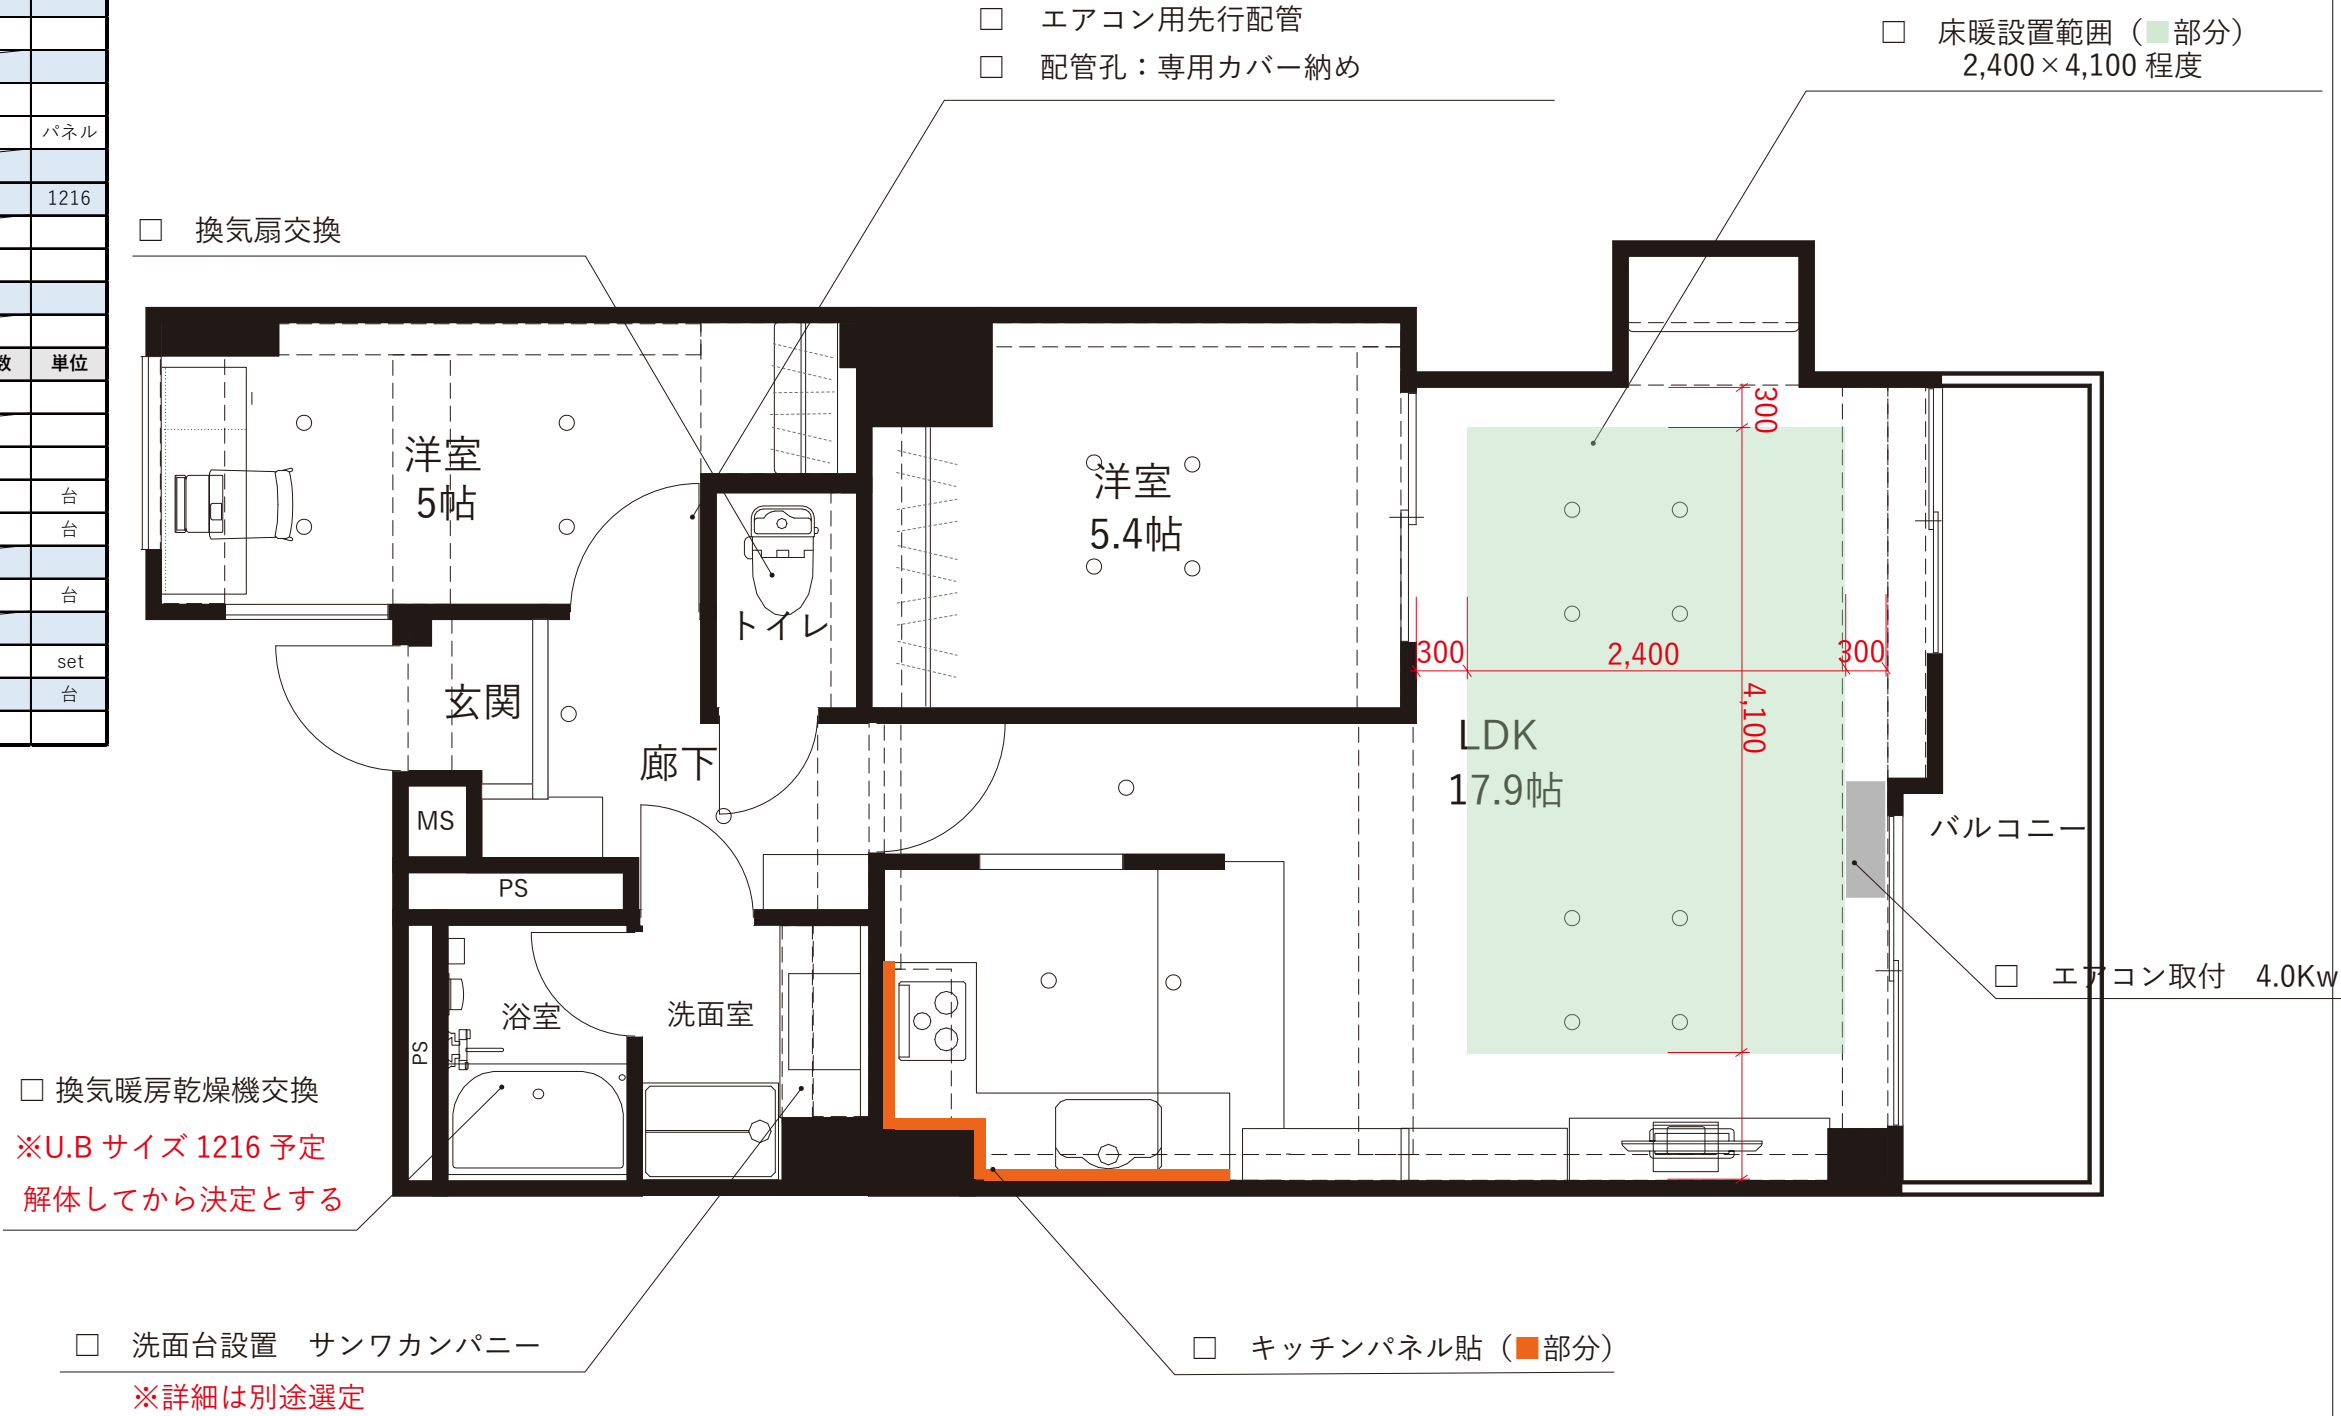 □ エアコン用先行配管
□ 配管孔：専用カバー納め
□ 床暖設置範囲（■部分）
2,400×4,100 程度
パネル
1216
□ 換気扇交換
数 単位
台
台
台
set
台
洋室
5帖
トイレ
洋室
5.4帖
300
300
2,400
300
4,100
LDK
17.9帖
玄関
廊下
MS
PS
バルコニー
□ エアコン取付 4.0Kw
浴室
洗面室
PS
□ 換気暖房乾燥機交換
※U.B サイズ 1216 予定
解体してから決定とする
□ 洗面台設置 サンワカンパニー
※詳細は別途選定
□ キッチンパネル貼（■部分）